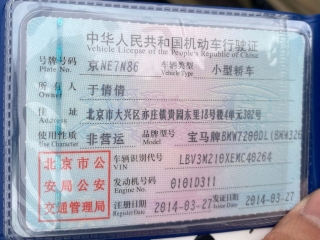 中华人民共和国机动车行驶证
Vehicle License of the People's Republic of China
号牌号码 京NE7N86 车辆类型 小型轿车
Plate No. Vehicle Type
所有人 于倩倩
Owner
住址 北京市大兴区亦庄镇贵园东里18号楼4单元302号
Address
使用性质 非营运 品牌型号 宝马牌BMW7200DL(BMW326
北京市公
安局公安
交通管理局
车辆识别代号 LBV3M210XEMC40264
VIN
发动机号码 0101D311
Engine No.
注册日期 2014-03-27 发证日期 2014-03-27
Register Date Issue Date